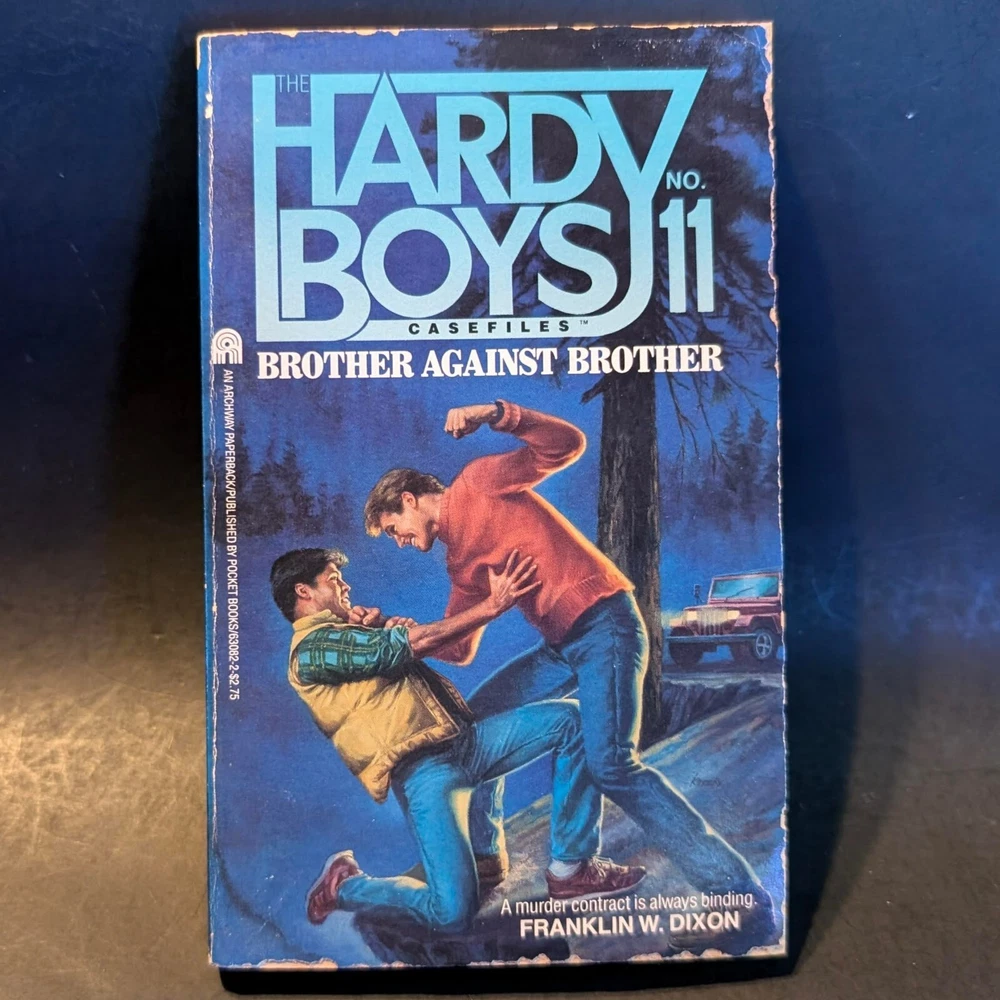 THE
HARDY
BOYS
NO.
11
CASEFILES™
BROTHER AGAINST BROTHER
AN ARCHWAY PAPERBACK/PUBLISHED BY POCKET BOOKS/63082-2-$2.75
A murder contract is always binding.
FRANKLIN W. DIXON